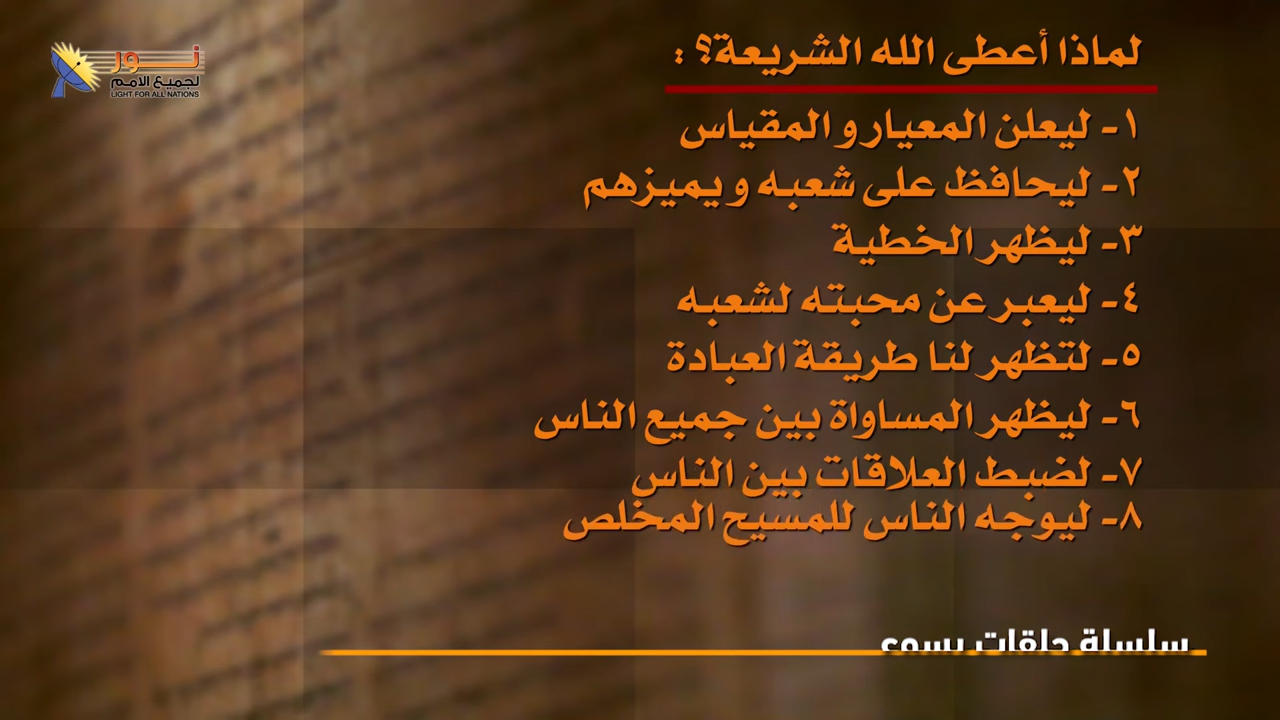 لماذا أعطى الله الشريعة؟ :
١- ليعلن المعيار و المقياس
٢- ليحافظ على شعبه و يميزهم
٣- ليظهر الخطية
٤- ليعبر عن محبته لشعبه
٥- لتظهر لنا طريقة العبادة
٦- ليظهر المساواة بين جميع الناس
٧- لضبط العلاقات بين الناس
٨- ليوجه الناس للمسيح المخلص
نور
لجميع الامم
LIGHT FOR ALL NATIONS
سلسلة حلقات يسوع